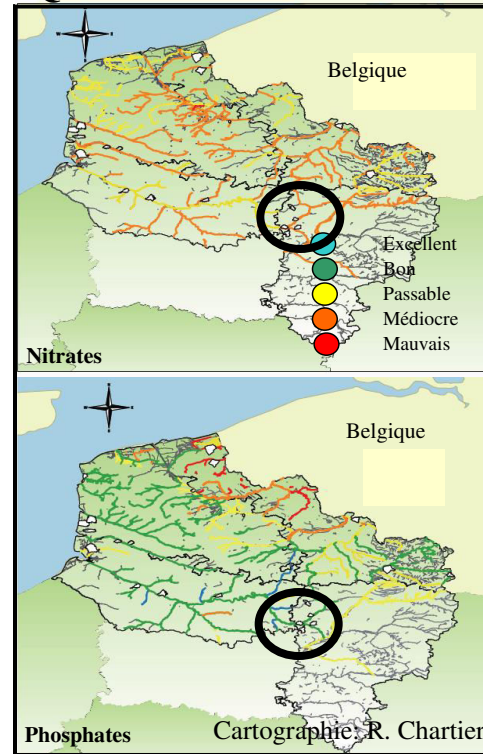 Belgique
Excellent
Bon
Passable
Médiocre
Mauvais
Nitrates
Belgique
Phosphates
Cartographie: R. Chartier